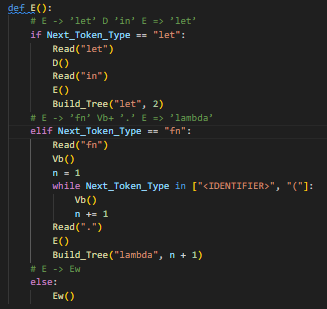 def E():
# E -> ’let’ D ’in’ E => ’let’
if Next_Token_Type == "let":
Read("let")
D()
Read("in")
E()
Build_Tree("let", 2)
# E -> ’fn’ Vb+ ’.’ E => ’lambda’
elif Next_Token_Type == "fn":
Read("fn")
Vb()
n = 1
while Next_Token_Type in ["<IDENTIFIER>", "("]:
Vb()
n += 1
Read(".")
E()
Build_Tree("lambda", n + 1)
# E -> Ew
else:
Ew()